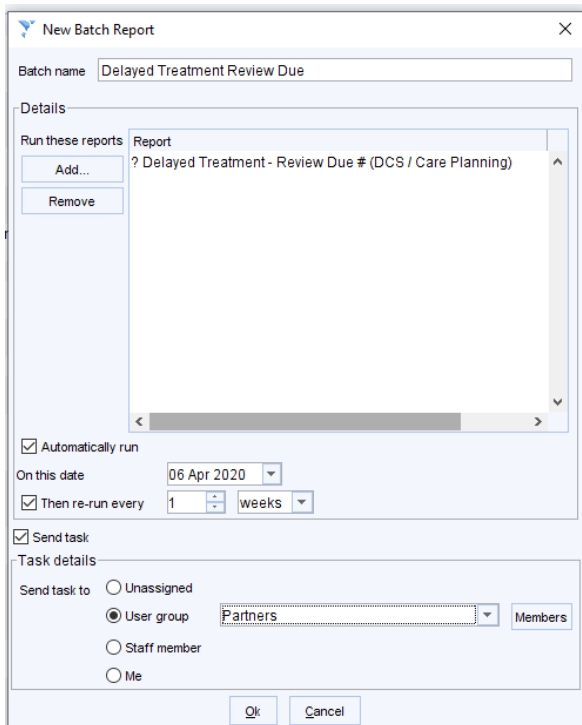 New Batch Report
Batch name Delayed Treatment Review Due
Details
Run these reports Report
Add... ? Delayed Treatment - Review Due # (DCS / Care Planning)
Remove
Automatically run
On this date 06 Apr 2020
Then re-run every 1 weeks
Send task
Task details
Send task to Unassigned
User group Partners Members
Staff member
Me
Ok Cancel